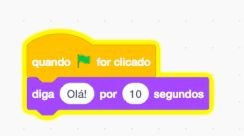 quando for clicado
diga Olá! por 10 segundos